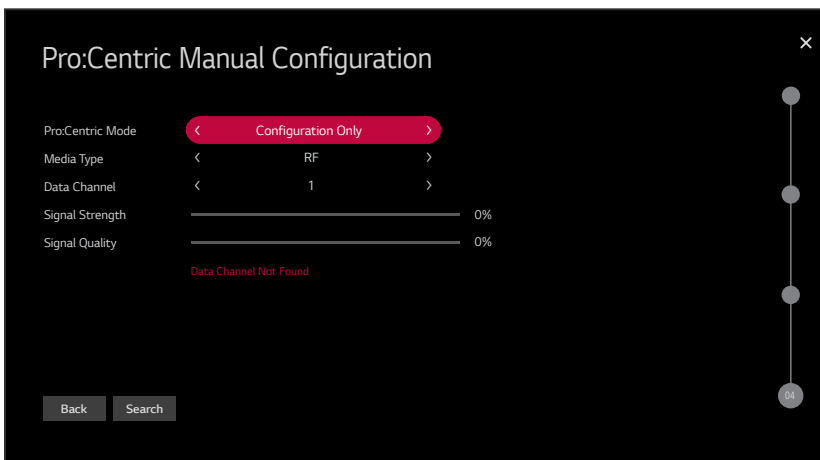 Pro:Centric Manual Configuration
Pro:Centric Mode < Configuration Only >
Media Type < RF >
Data Channel < 1 >
Signal Strength 0%
Signal Quality 0%
Data Channel Not Found
04
Back Search